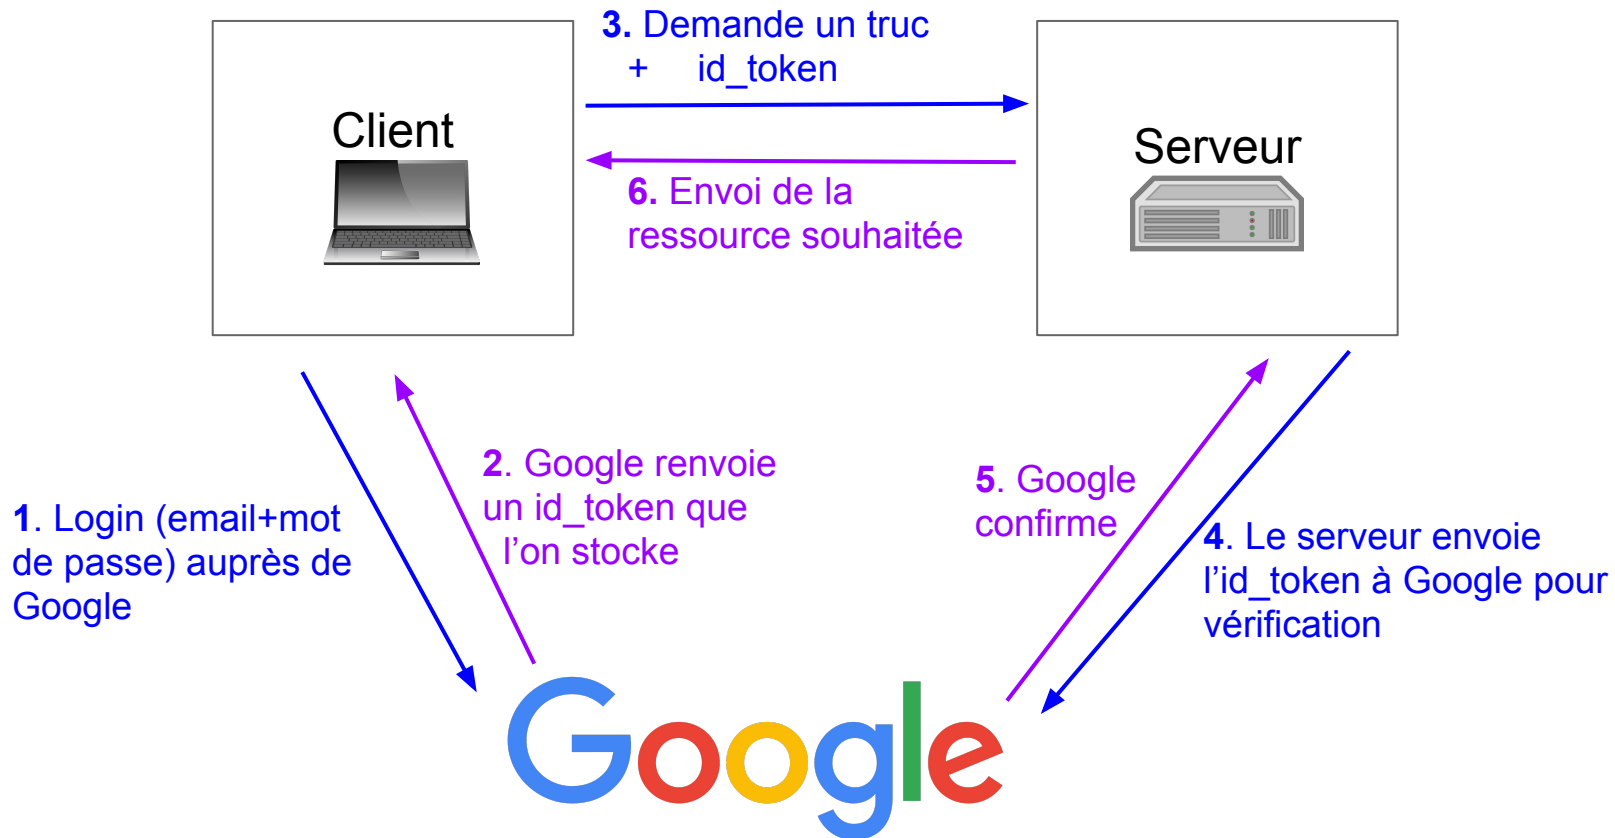 3. Demande un truc
+ id_token
Client
Serveur
6. Envoi de la
ressource souhaitée
2. Google renvoie
un id_token que
l’on stocke
1. Login (email+mot
de passe) auprès de
Google
5. Google
confirme
4. Le serveur envoie
l’id_token à Google pour
vérification
Google